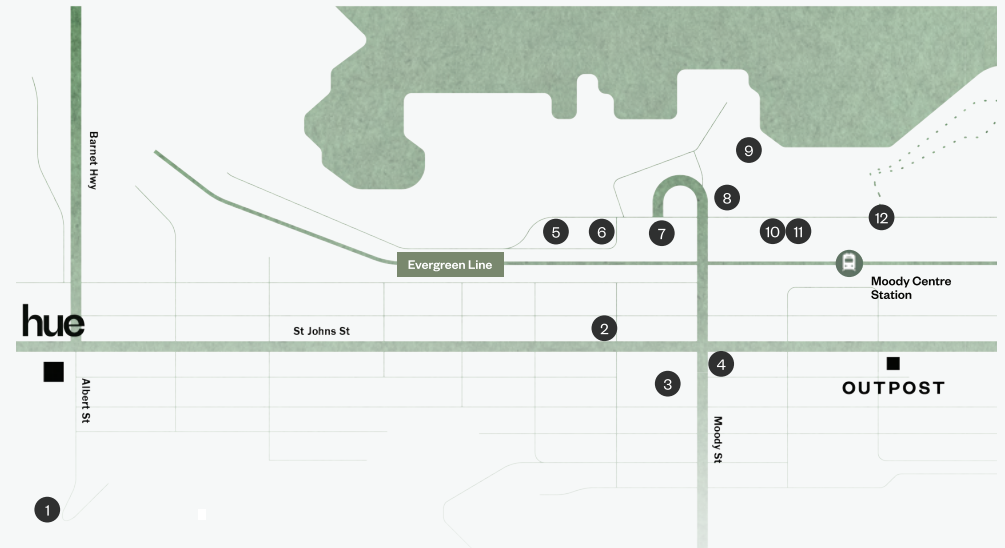 Barnet Hwy
9
8
5
6
7
10
11
12
Evergreen Line
Moody Centre
Station
hue
St Johns St
2
4
3
OUTPOST
Albert St
Moody St
1